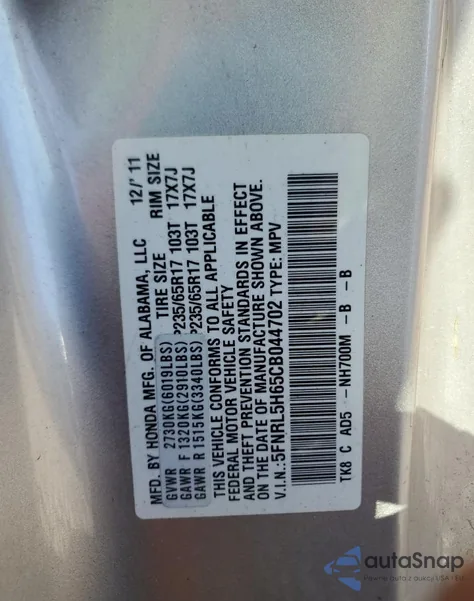 MFD. BY HONDA MFG. OF ALABAMA, LLC 12/'11
TIRE SIZE RIM SIZE
GVWR 2730KG(6019LBS)
GAWR F 1320KG(2910LBS) P235/65R17 103T 17X7J
GAWR R 1515KG(3340LBS) P235/65R17 103T 17X7J
THIS VEHICLE CONFORMS TO ALL APPLICABLE
FEDERAL MOTOR VEHICLE SAFETY
AND THEFT PREVENTION STANDARDS IN EFFECT
ON THE DATE OF MANUFACTURE SHOWN ABOVE.
V.I.N.:5FNRL5H65CB044702 TYPE: MPV
TK8 C AD5 -NH700M - B - B
autoSnap